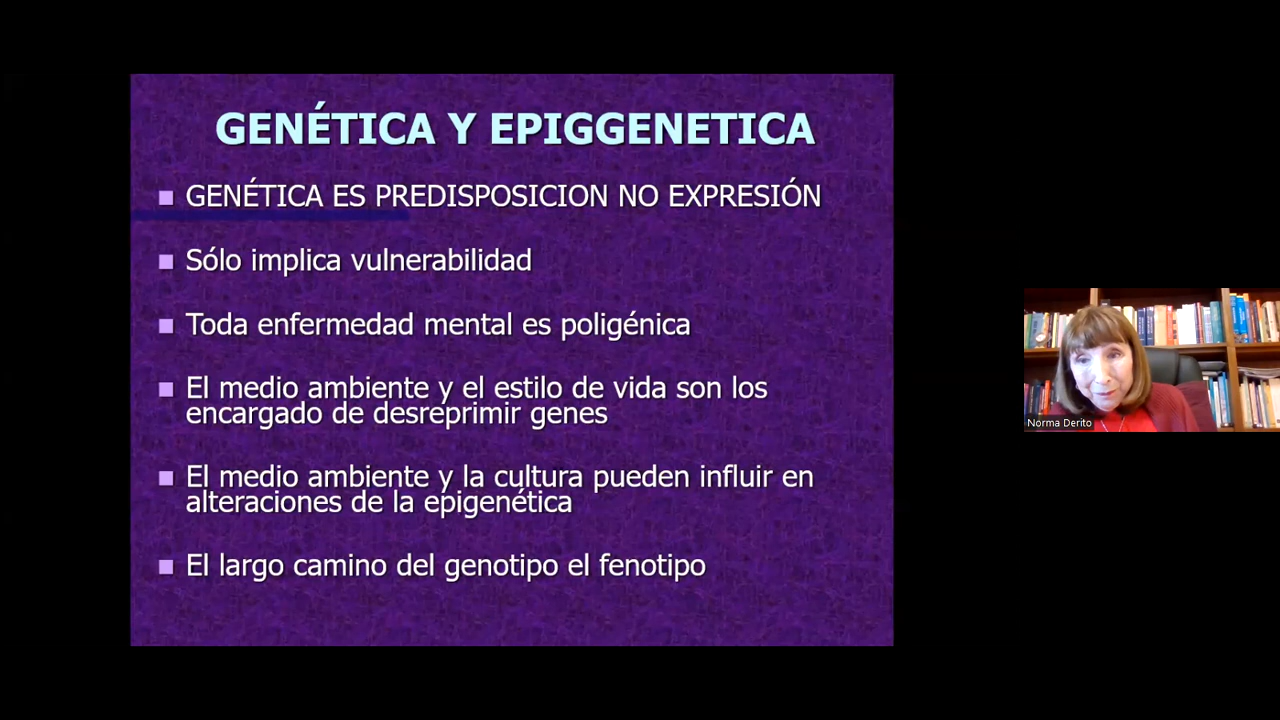 GENÉTICA Y EPIGGENETICA
GENÉTICA ES PREDISPOSICION NO EXPRESIÓN
Sólo implica vulnerabilidad
Toda enfermedad mental es poligénica
El medio ambiente y el estilo de vida son los
encargado de desreprimir genes
El medio ambiente y la cultura pueden influir en
alteraciones de la epigenética
El largo camino del genotipo el fenotipo
Norma Derito